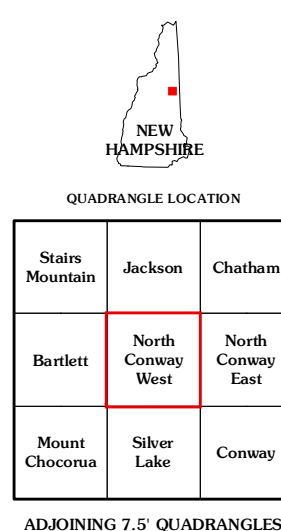 NEW
HAMPSHIRE
QUADRANGLE LOCATION
Stairs
Mountain
Jackson
Chatham
Bartlett
North
Conway
West
North
Conway
East
Mount
Chocorua
Silver
Lake
Conway
ADJOINING 7.5' QUADRANGLES